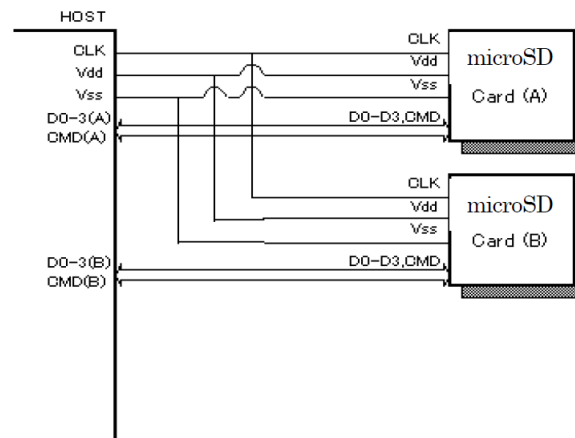 HOST
CLK
Vdd
Vss
D0-3(A)
CMD(A)
CLK
Vdd
Vss
D0-D3,CMD
microSD
Card (A)
CLK
Vdd
Vss
D0-D3,CMD
microSD
Card (B)
D0-3(B)
CMD(B)